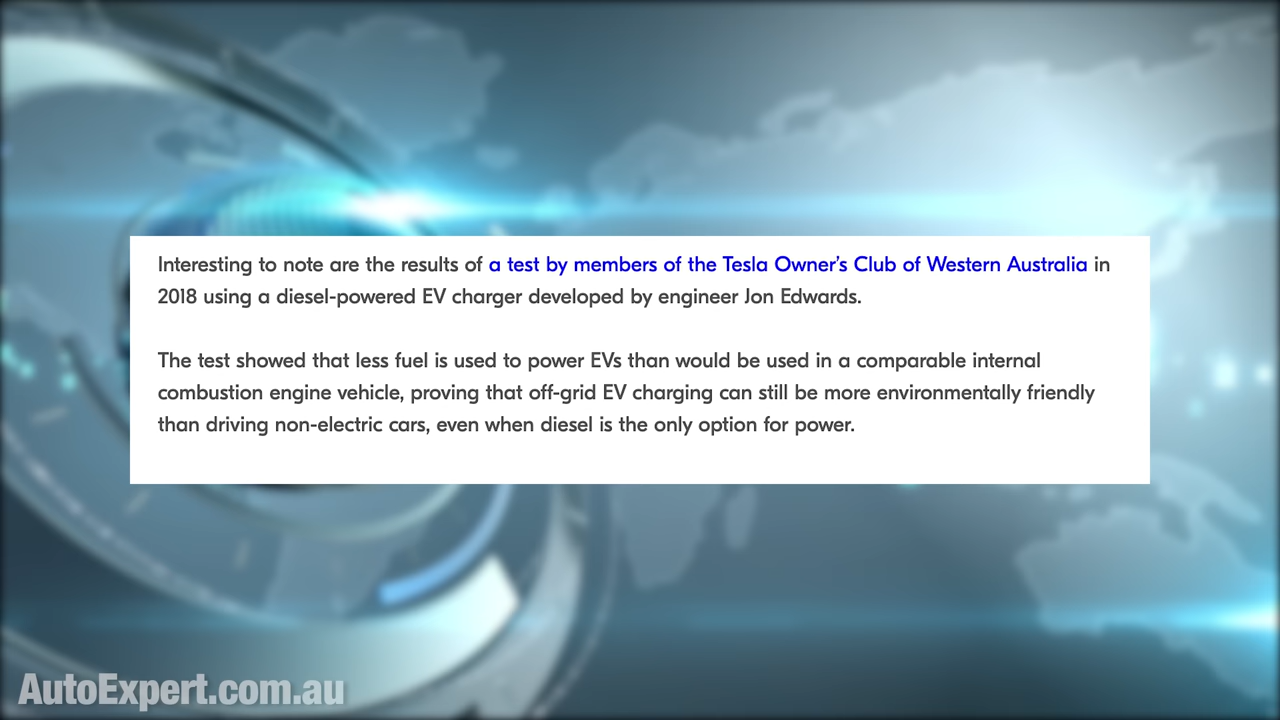 Interesting to note are the results of a test by members of the Tesla Owner's Club of Western Australia in
2018 using a diesel-powered EV charger developed by engineer Jon Edwards.
The test showed that less fuel is used to power EVs than would be used in a comparable internal
combustion engine vehicle, proving that off-grid EV charging can still be more environmentally friendly
than driving non-electric cars, even when diesel is the only option for power.
AutoExpert.com.au